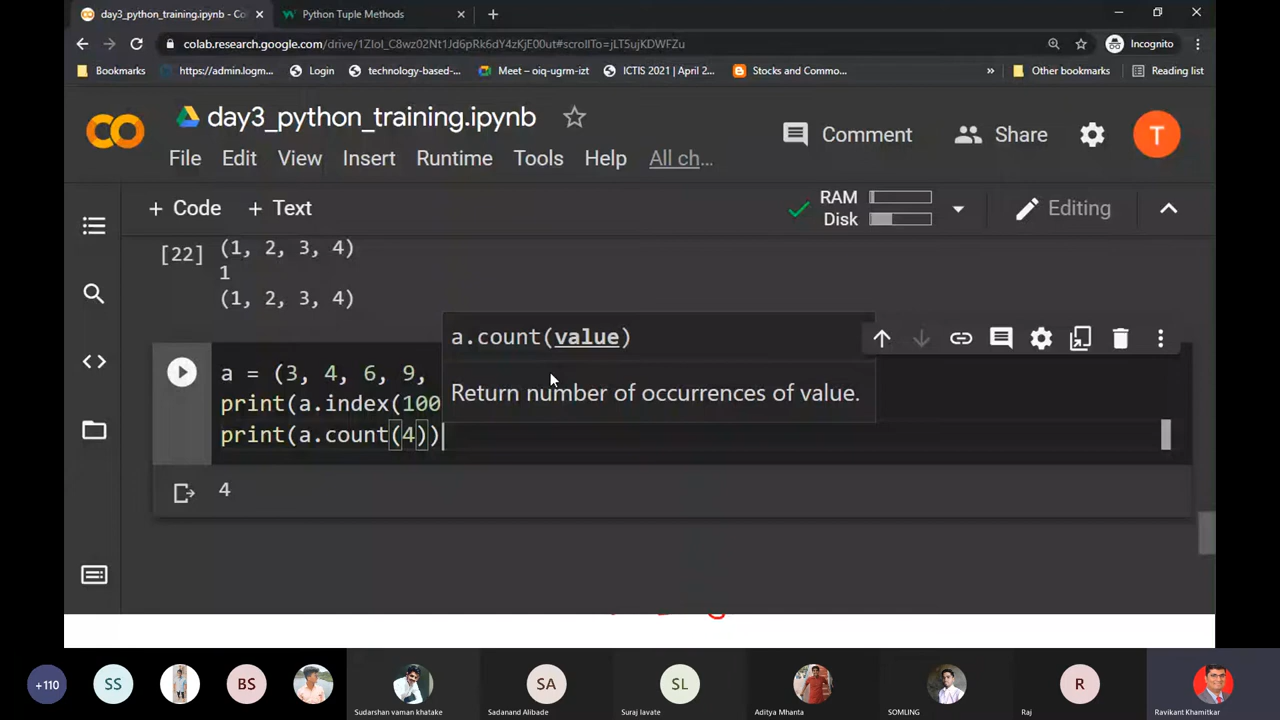 day3_python_training.ipynb - Co
Python Tuple Methods
colab.research.google.com/drive/1ZIoI_C8wz02Nt1Jd6pRk6dY4zKjE00ut#scrollTo=jLT5ujKDWFZu
Incognito
Bookmarks
https://admin.logm...
Login
technology-based-...
Meet – oiq-ugrm-izt
ICTIS 2021 | April 2...
Stocks and Commo...
»
Other bookmarks
Reading list
CO
day3_python_training.ipynb
Comment
Share
T
File Edit View Insert Runtime Tools Help All ch...
+ Code + Text
RAM
Disk
Editing
[22]
(1, 2, 3, 4)
1
(1, 2, 3, 4)
a.count(value)
Return number of occurrences of value.
a = (3, 4, 6, 9,
print(a.index(100
print(a.count(4))
4
+110
SS
BS
Sudarshan vaman khatake
SA
Sadanand Alibade
SL
Suraj lavate
Aditya Mhanta
SOMLING
R
Raj
Ravikant Khamitkar